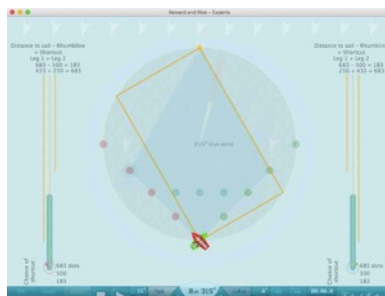 Reward and Risk - Expertis
Distance to sail - Rhumbline
= Shortcut
Leg 1 + Leg 2
683 - 500 = 183
433 + 250 = 683
Distance to sail - Rhumbline
= Shortcut
Leg 1 + Leg 2
683 - 500 = 183
250 + 433 = 683
015° true wind
Chance of
shortcut
683 dots
500
183
Chance of
shortcut
683 dots
500
183
315°